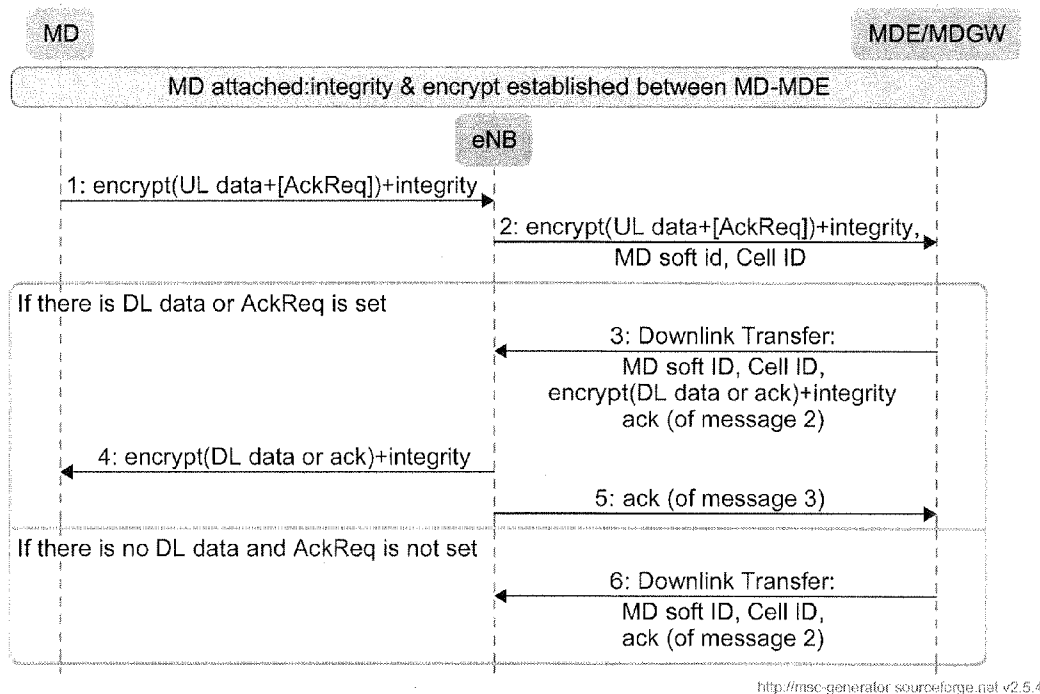 MD
MDE/MDGW
MD attached:integrity & encrypt established between MD-MDE
eNB
1: encrypt(UL data+[AckReq])+integrity
2: encrypt(UL data+[AckReq])+integrity,
MD soft id, Cell ID
If there is DL data or AckReq is set
3: Downlink Transfer:
MD soft ID, Cell ID,
encrypt(DL data or ack)+integrity
ack (of message 2)
4: encrypt(DL data or ack)+integrity
5: ack (of message 3)
If there is no DL data and AckReq is not set
6: Downlink Transfer:
MD soft ID, Cell ID,
ack (of message 2)
http://msc-generator.sourceforge.net v2.5.4